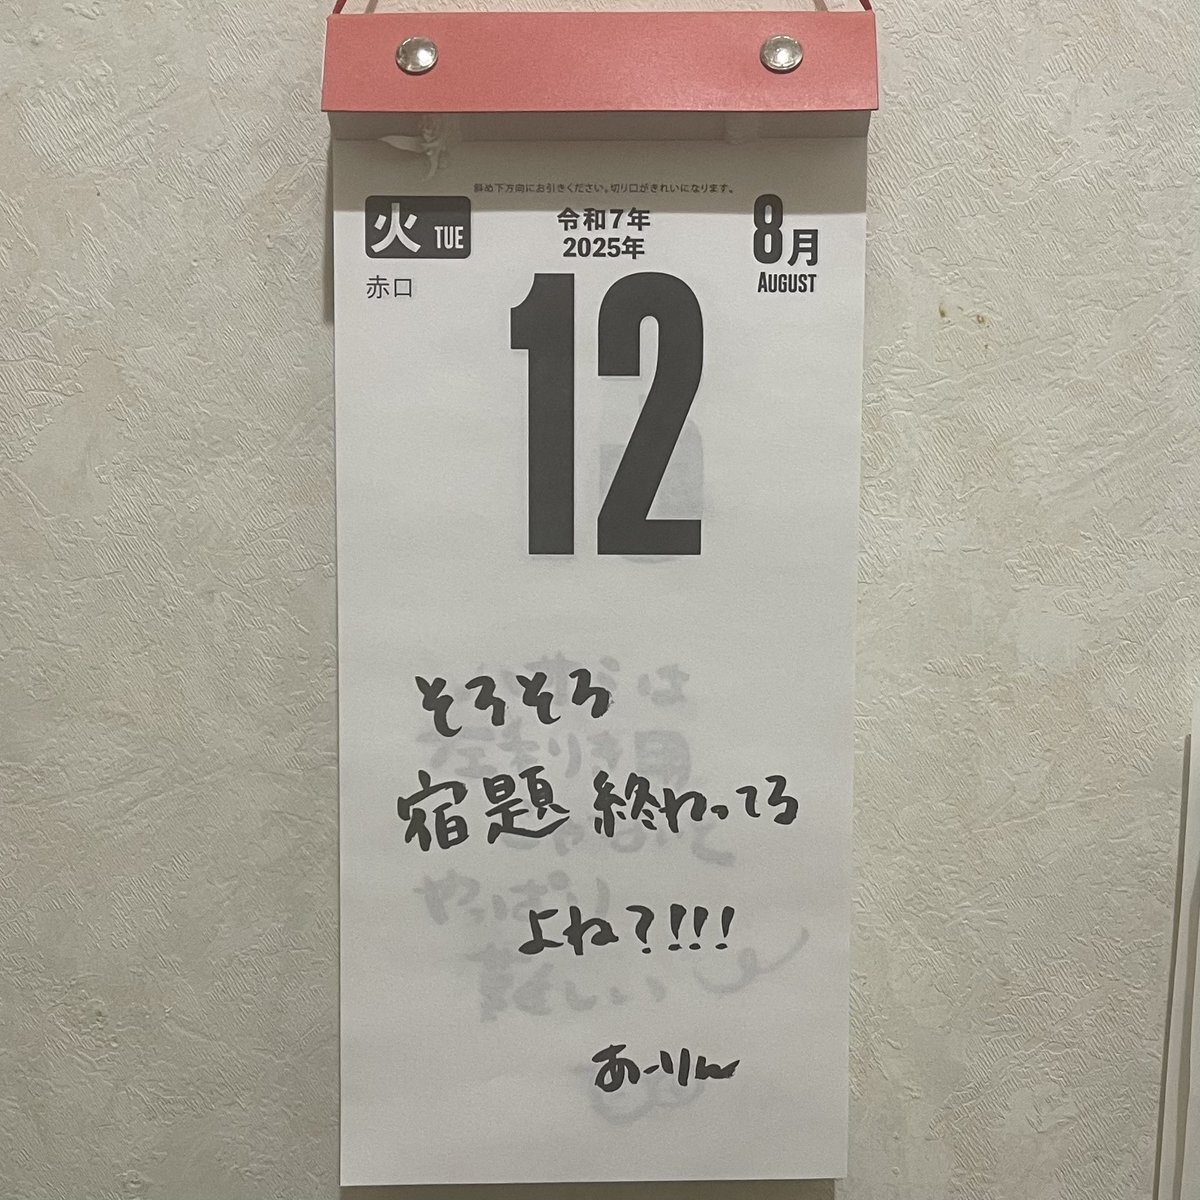 斜め下方向にお引きください。切り口がきれいになります。
火 TUE
令和7年
2025年
8月
AUGUST
赤口
12
そろそろ
宿題終わってる
よね?!!!
あーりん